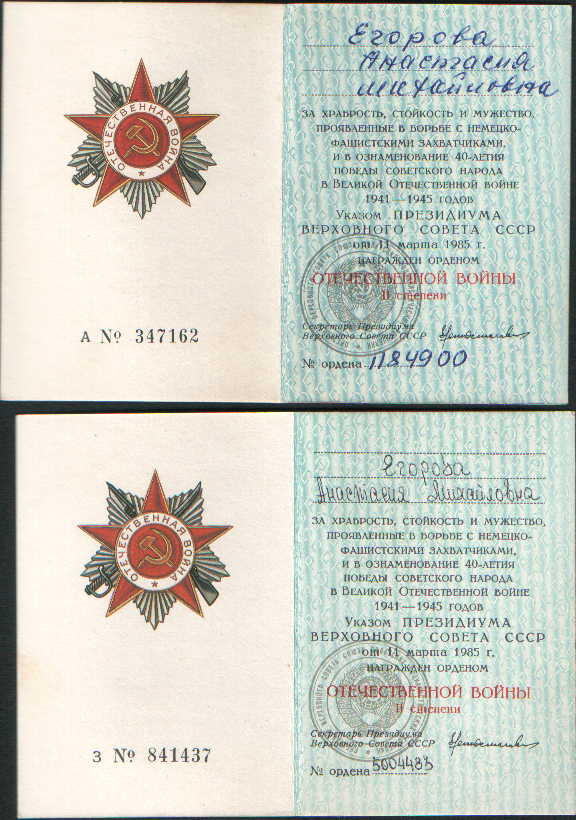 ОТЕЧЕСТВЕННАЯ ВОЙНА
А № 347162
Егорова
Анастасия
Михайловна
ЗА ХРАБРОСТЬ, СТОЙКОСТЬ И МУЖЕСТВО,
ПРОЯВЛЕННЫЕ В БОРЬБЕ С НЕМЕЦКО-
ФАШИСТСКИМИ ЗАХВАТЧИКАМИ,
И В ОЗНАМЕНОВАНИЕ 40-ЛЕТИЯ
ПОБЕДЫ СОВЕТСКОГО НАРОДА
В ВЕЛИКОЙ ОТЕЧЕСТВЕННОЙ ВОЙНЕ
1941—1945 ГОДОВ
УКАЗОМ ПРЕЗИДИУМА
ВЕРХОВНОГО СОВЕТА СССР
от 11 марта 1985 г.
НАГРАЖДЕН ОРДЕНОМ
ОТЕЧЕСТВЕННОЙ ВОЙНЫ
II степени
Секретарь Президиума
Верховного Совета СССР
№ ордена 1184900
ОТЕЧЕСТВЕННАЯ ВОЙНА
З № 841437
Егорова
Анастасия Михайловна
ЗА ХРАБРОСТЬ, СТОЙКОСТЬ И МУЖЕСТВО,
ПРОЯВЛЕННЫЕ В БОРЬБЕ С НЕМЕЦКО-
ФАШИСТСКИМИ ЗАХВАТЧИКАМИ,
И В ОЗНАМЕНОВАНИЕ 40-ЛЕТИЯ
ПОБЕДЫ СОВЕТСКОГО НАРОДА
В ВЕЛИКОЙ ОТЕЧЕСТВЕННОЙ ВОЙНЕ
1941—1945 ГОДОВ
УКАЗОМ ПРЕЗИДИУМА
ВЕРХОВНОГО СОВЕТА СССР
от 11 марта 1985 г.
НАГРАЖДЕН ОРДЕНОМ
ОТЕЧЕСТВЕННОЙ ВОЙНЫ
II степени
Секретарь Президиума
Верховного Совета СССР
№ ордена 5004483